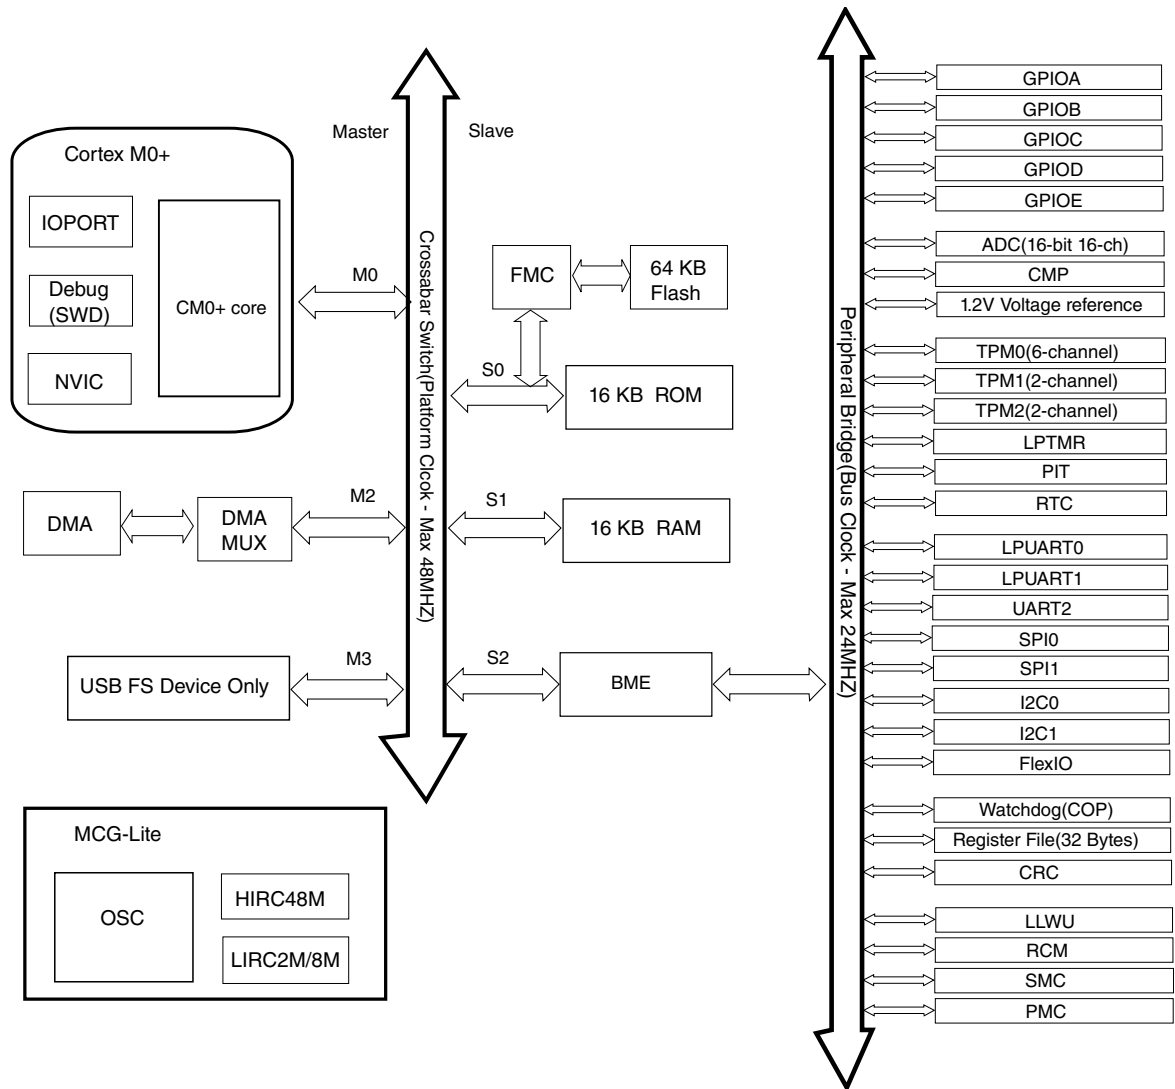 Master
Slave
Cortex M0+
IOPORT
Debug
(SWD)
NVIC
CM0+ core
M0
Crossabar Switch(Platform Clcok - Max 48MHZ)
FMC
64 KB
Flash
S0
16 KB ROM
DMA
DMA
MUX
M2
S1
16 KB RAM
USB FS Device Only
M3
S2
BME
MCG-Lite
OSC
HIRC48M
LIRC2M/8M
Peripheral Bridge(Bus Clock - Max 24MHZ)
GPIOA
GPIOB
GPIOC
GPIOD
GPIOE
ADC(16-bit 16-ch)
CMP
1.2V Voltage reference
TPM0(6-channel)
TPM1(2-channel)
TPM2(2-channel)
LPTMR
PIT
RTC
LPUART0
LPUART1
UART2
SPI0
SPI1
I2C0
I2C1
FlexIO
Watchdog(COP)
Register File(32 Bytes)
CRC
LLWU
RCM
SMC
PMC